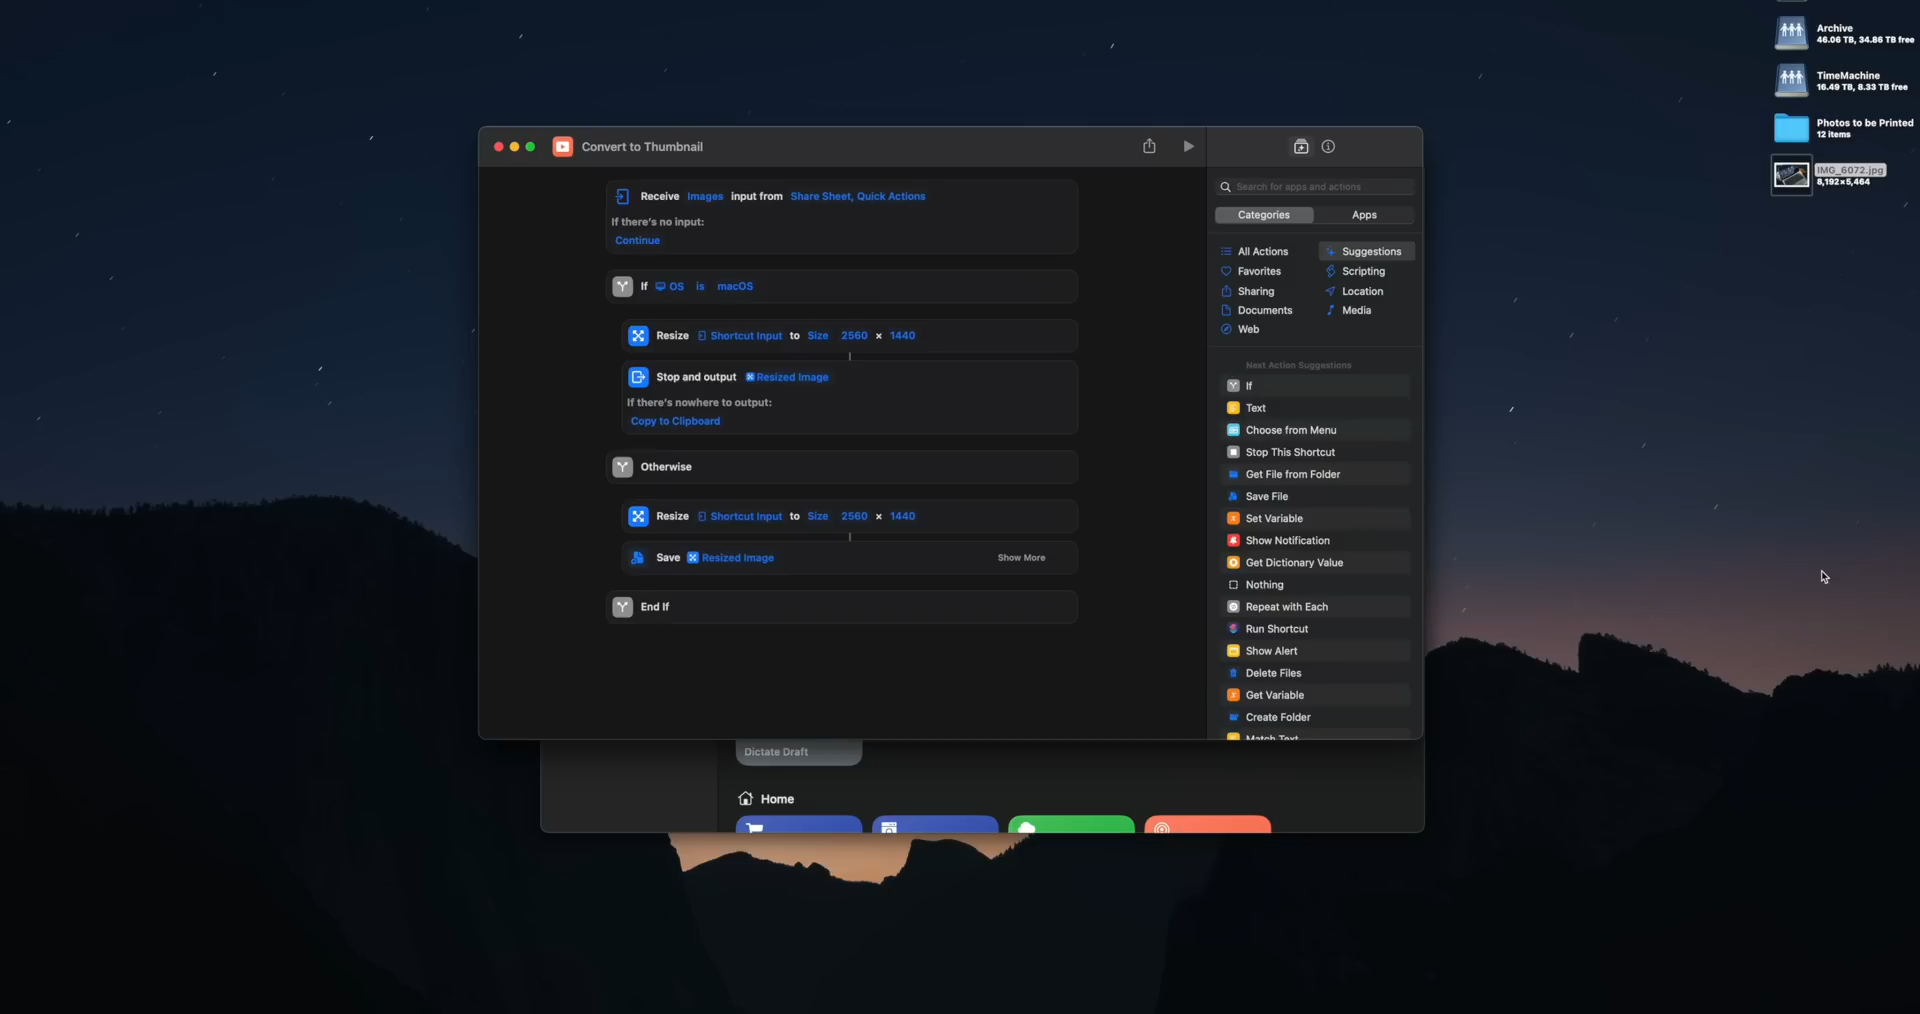 Archive
46.06 TB, 34.86 TB free
TimeMachine
16.49 TB, 8.33 TB free
Photos to be Printed
12 items
IMG_6072.jpg
8,192×5,464
Convert to Thumbnail
Receive Images input from Share Sheet, Quick Actions
If there's no input:
Continue
If OS is macOS
Resize Shortcut Input to Size 2560 × 1440
Stop and output Resized Image
If there's nowhere to output:
Copy to Clipboard
Otherwise
Resize Shortcut Input to Size 2560 × 1440
Save Resized Image Show More
End If
Search for apps and actions
Categories Apps
All Actions Suggestions
Favorites Scripting
Sharing Location
Documents Media
Web
Next Action Suggestions
If
Text
Choose from Menu
Stop This Shortcut
Get File from Folder
Save File
Set Variable
Show Notification
Get Dictionary Value
Nothing
Repeat with Each
Run Shortcut
Show Alert
Delete Files
Get Variable
Create Folder
Match Text
Dictate Draft
Home